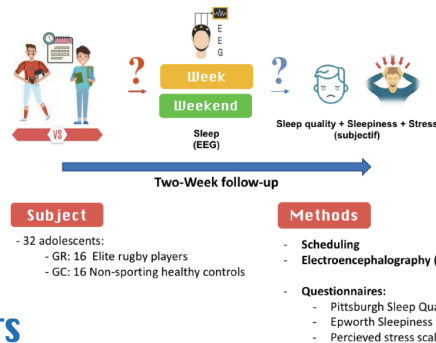 E
E
G
?
?
Week
Weekend
VS
Sleep
(EEG)
Sleep quality + Sleepiness + Stress
(subjectif)
Two-Week follow-up
Subject
- 32 adolescents:
- GR: 16 Elite rugby players
- GC: 16 Non-sporting healthy controls
Methods
- Scheduling
- Electroencephalography (
- Questionnaires:
- Pittsburgh Sleep Qua
- Epworth Sleepiness
- Percieved stress scal
TS